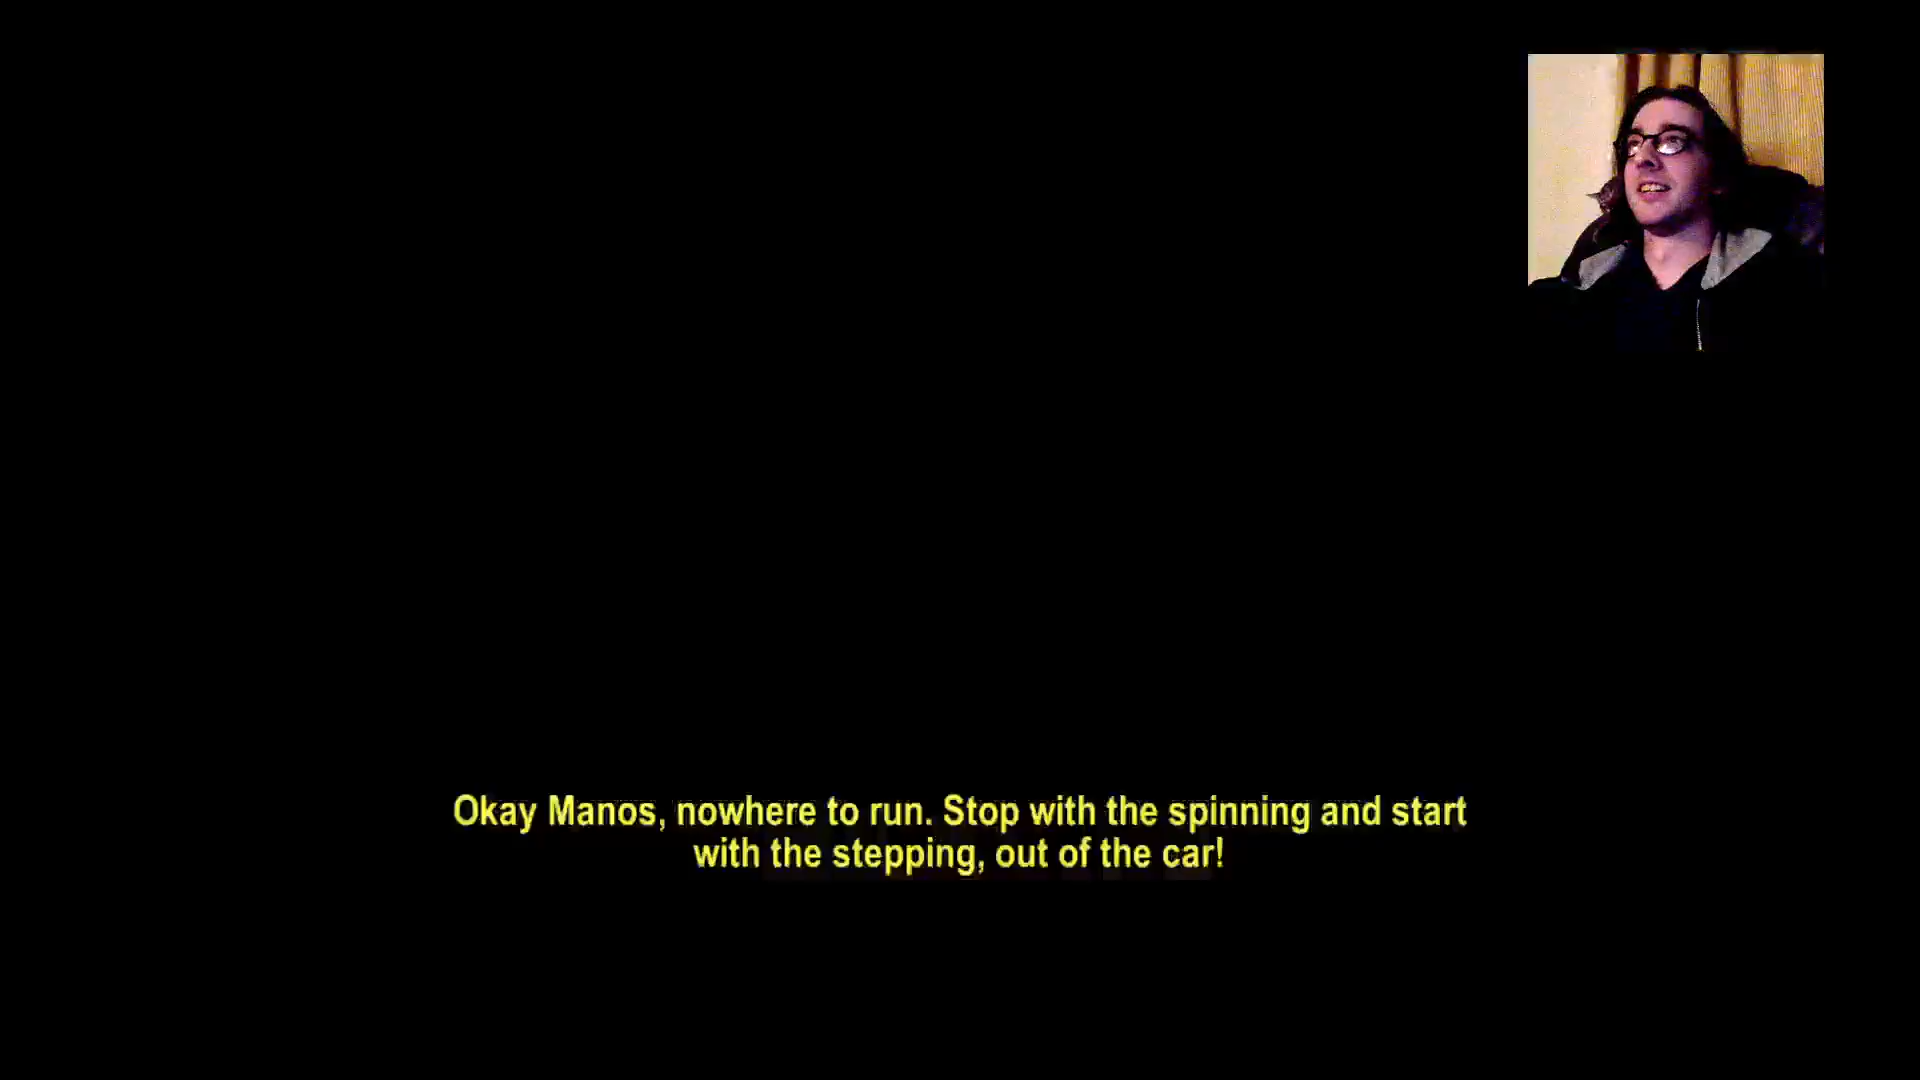 Okay Manos, nowhere to run. Stop with the spinning and start
with the stepping, out of the car!